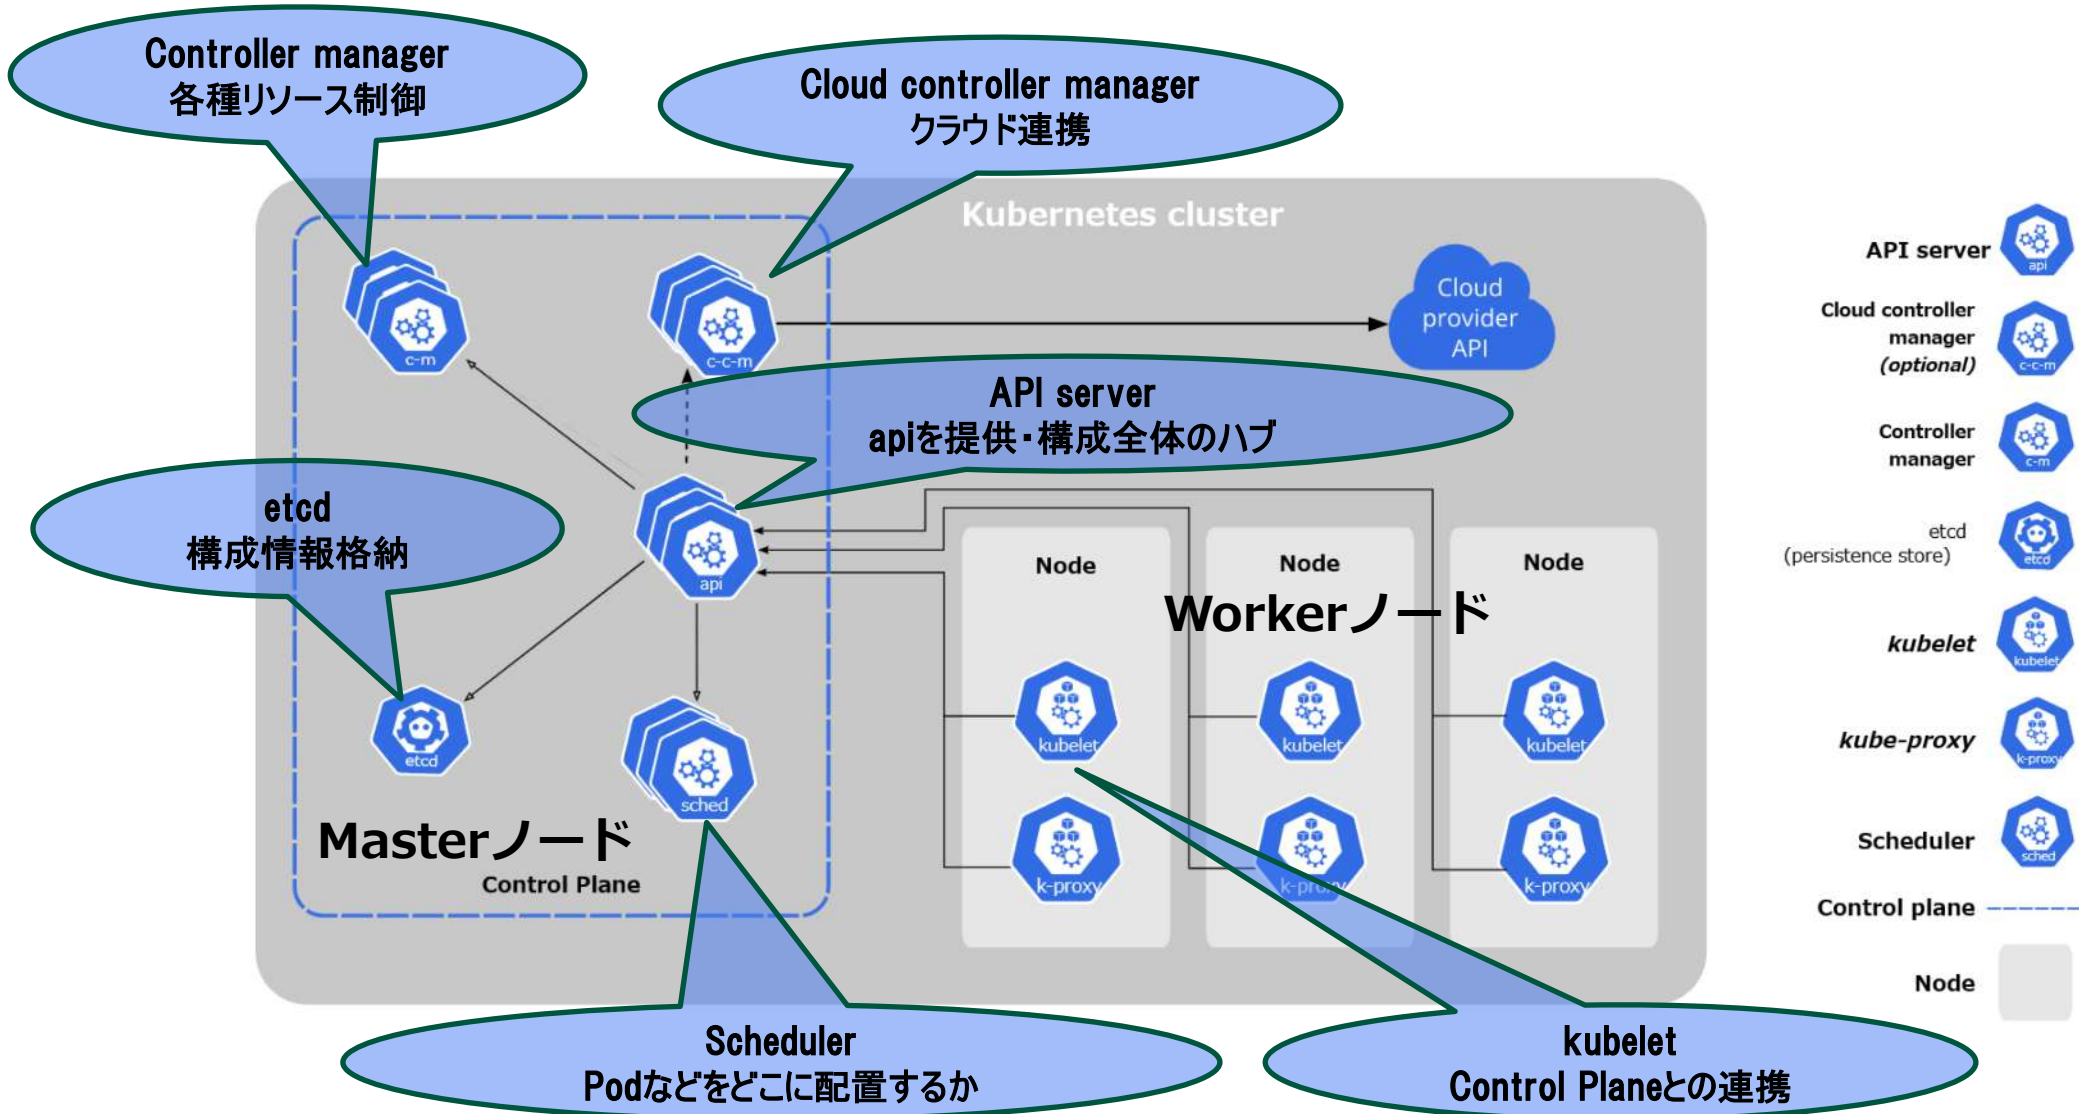 Controller manager
各種リソース制御
Cloud controller manager
クラウド連携
Kubernetes cluster
c-m
c-c-m
Cloud
provider
API
API server
apiを提供・構成全体のハブ
etcd
構成情報格納
api
Node
Node
Node
Workerノード
etcd
sched
kubelet
kubelet
kubelet
k-proxy
k-proxy
k-proxy
Masterノード
Control Plane
Scheduler
Podなどをどこに配置するか
kubelet
Control Planeとの連携
API server
api
Cloud controller
manager
(optional)
c-c-m
Controller
manager
c-m
etcd
(persistence store)
etcd
kubelet
kubelet
kube-proxy
k-proxy
Scheduler
sched
Control plane
Node